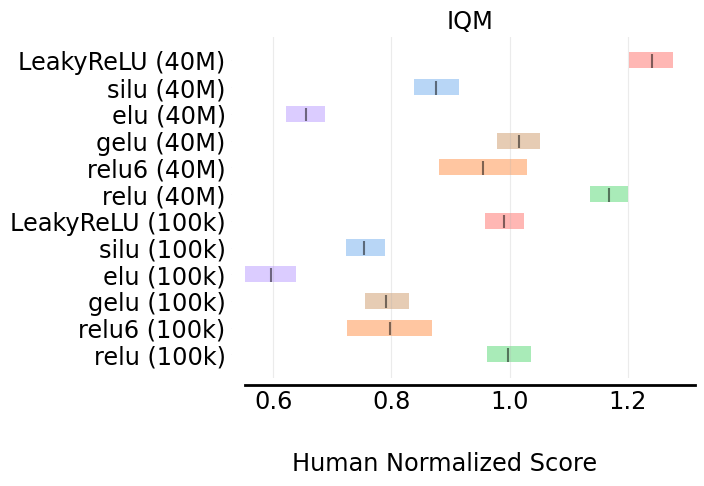 IQM
LeakyReLU (40M)
silu (40M)
elu (40M)
gelu (40M)
relu6 (40M)
relu (40M)
LeakyReLU (100k)
silu (100k)
elu (100k)
gelu (100k)
relu6 (100k)
relu (100k)
0.6 0.8 1.0 1.2
Human Normalized Score